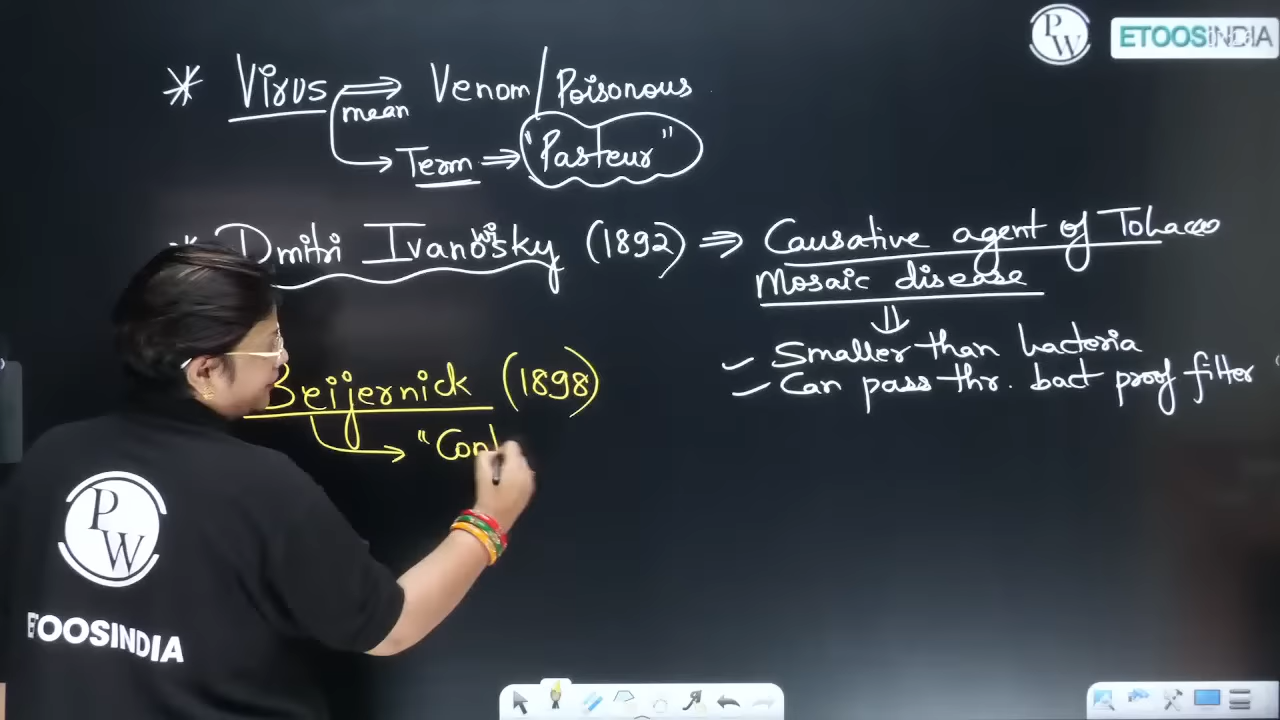 PW ETOOSINDIA
* Virus ⇒ Venom/Poisonous
mean
→ Term ⇒ "Pasteur"
* Dmitri Ivanowisky (1892) ⇒ Causative agent of Tobacco
Mosaic disease
⇓
Smaller than bacteria
Can pass thr. bact proof filter
Beijernick (1898)
→ "Con
PW
ETOOSINDIA